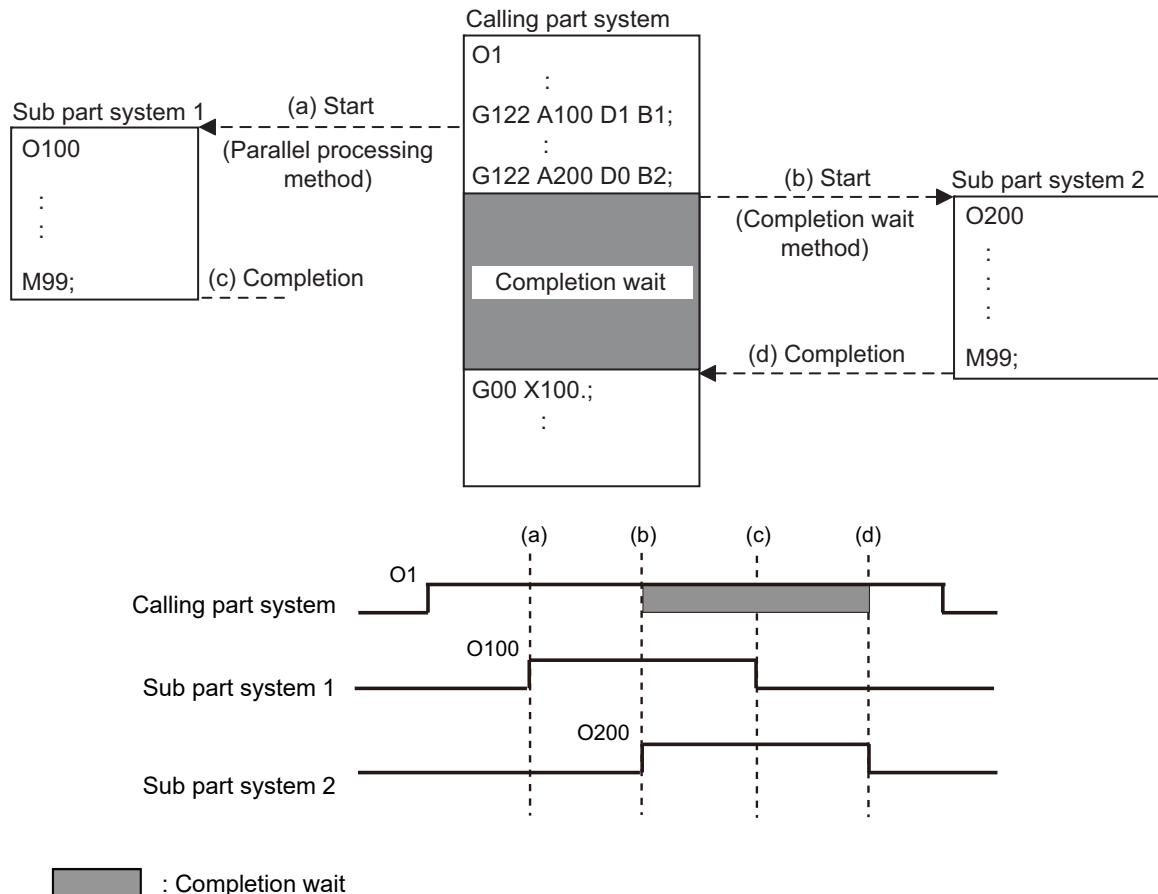 Calling part system
O1
:
G122 A100 D1 B1;
:
G122 A200 D0 B2;
Completion wait
G00 X100.;
:
Sub part system 1
O100
:
:
M99;
(a) Start
(Parallel processing
method)
(c) Completion
(b) Start
(Completion wait
method)
(d) Completion
Sub part system 2
O200
:
:
:
M99;
(a)
(b)
(c)
(d)
O1
Calling part system
O100
Sub part system 1
O200
Sub part system 2
: Completion wait